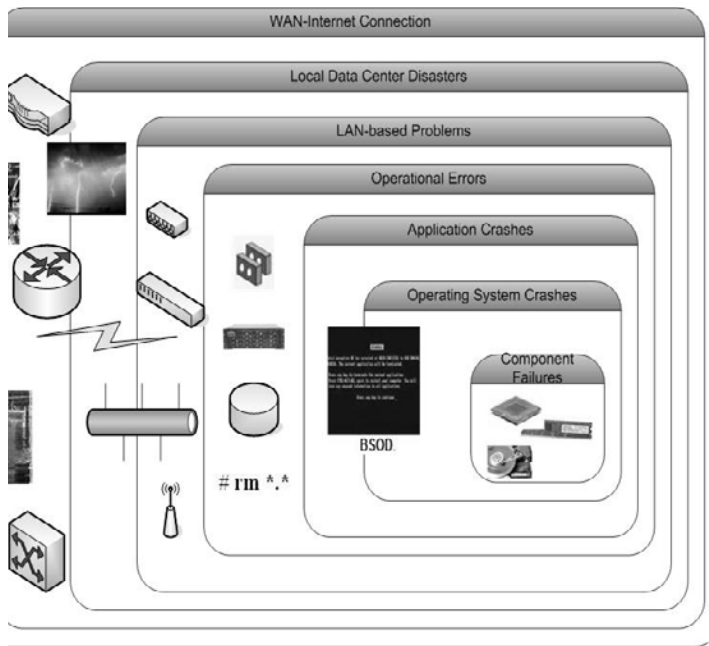 WAN-Internet Connection
Local Data Center Disasters
LAN-based Problems
Operational Errors
Application Crashes
Operating System Crashes
Component
Failures
BSOD.
# rm *.*